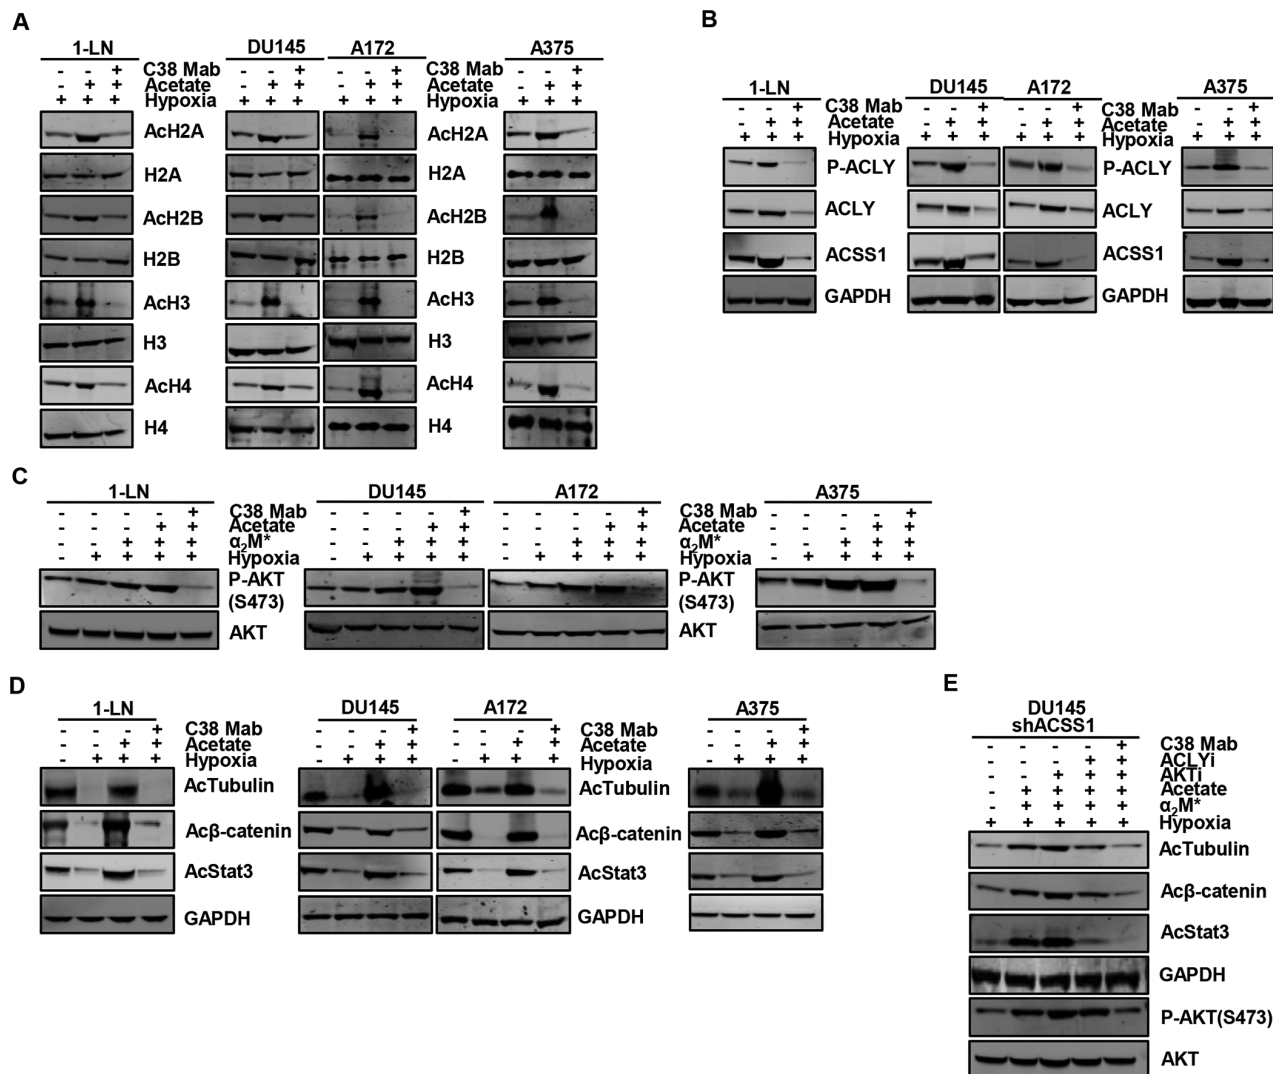 A
1-LN DU145 A172 A375
- - + C38 Mab - - + - - + C38 Mab - - +
- + + Acetate - + + - + + Acetate - + +
+ + + Hypoxia + + + + + + Hypoxia + + +
AcH2A AcH2A
H2A H2A
AcH2B AcH2B
H2B H2B
AcH3 AcH3
H3 H3
AcH4 AcH4
H4 H4
B
1-LN DU145 A172 A375
- - + C38 Mab - - + - - + C38 Mab - - +
- + + Acetate - + + - + + Acetate - + +
+ + + Hypoxia + + + + + + Hypoxia + + +
P-ACLY P-ACLY
ACLY ACLY
ACSS1 ACSS1
GAPDH GAPDH
C
1-LN DU145 A172 A375
- - - - + C38 Mab - - - - + - - - - + C38 Mab - - - - +
- - - + + Acetate - - - + + - - - + + Acetate - - - + +
- - + + + α2M* - - + + + - - + + + α2M* - - + + +
- + + + + Hypoxia - + + + + - + + + + Hypoxia - + + + +
P-AKT P-AKT
(S473) (S473)
AKT AKT
D
1-LN DU145 A172 A375
- - - + C38 Mab - - - + - - - + C38 Mab - - - +
- - + + Acetate - - + + - - + + Acetate - - + +
- + + + Hypoxia - + + + - + + + Hypoxia - + + +
AcTubulin AcTubulin
Acβ-catenin Acβ-catenin
AcStat3 AcStat3
GAPDH GAPDH
E
DU145
shACSS1
- - - - + C38 Mab
- - - + + ACLYi
- - + + + AKTi
- + + + + Acetate
- + + + + α2M*
+ + + + + Hypoxia
AcTubulin
Acβ-catenin
AcStat3
GAPDH
P-AKT(S473)
AKT